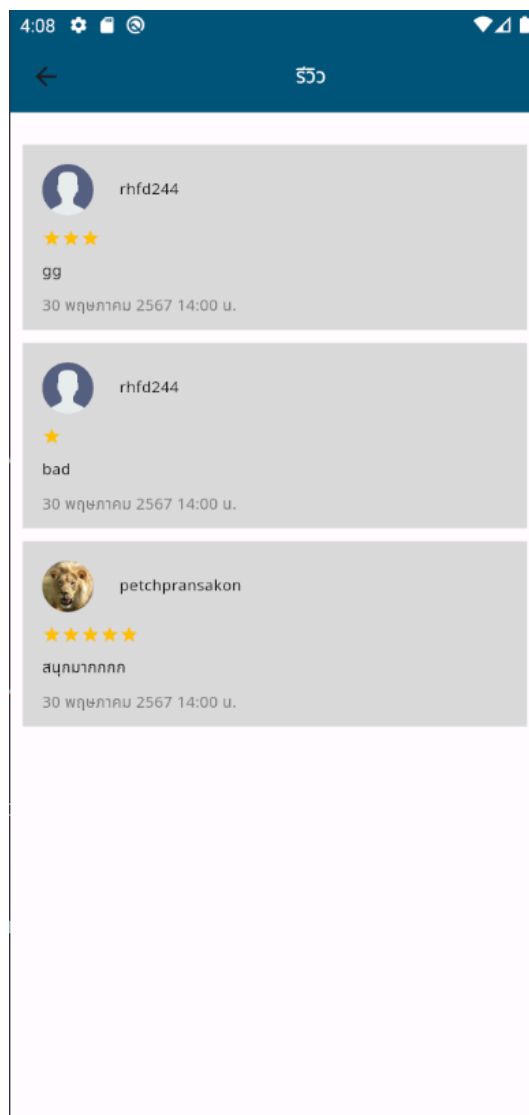 4:08
รีวิว
rhfd244
gg
30 พฤษภาคม 2567 14:00 น.
rhfd244
bad
30 พฤษภาคม 2567 14:00 น.
petchpransakon
สนุกมากกกก
30 พฤษภาคม 2567 14:00 น.